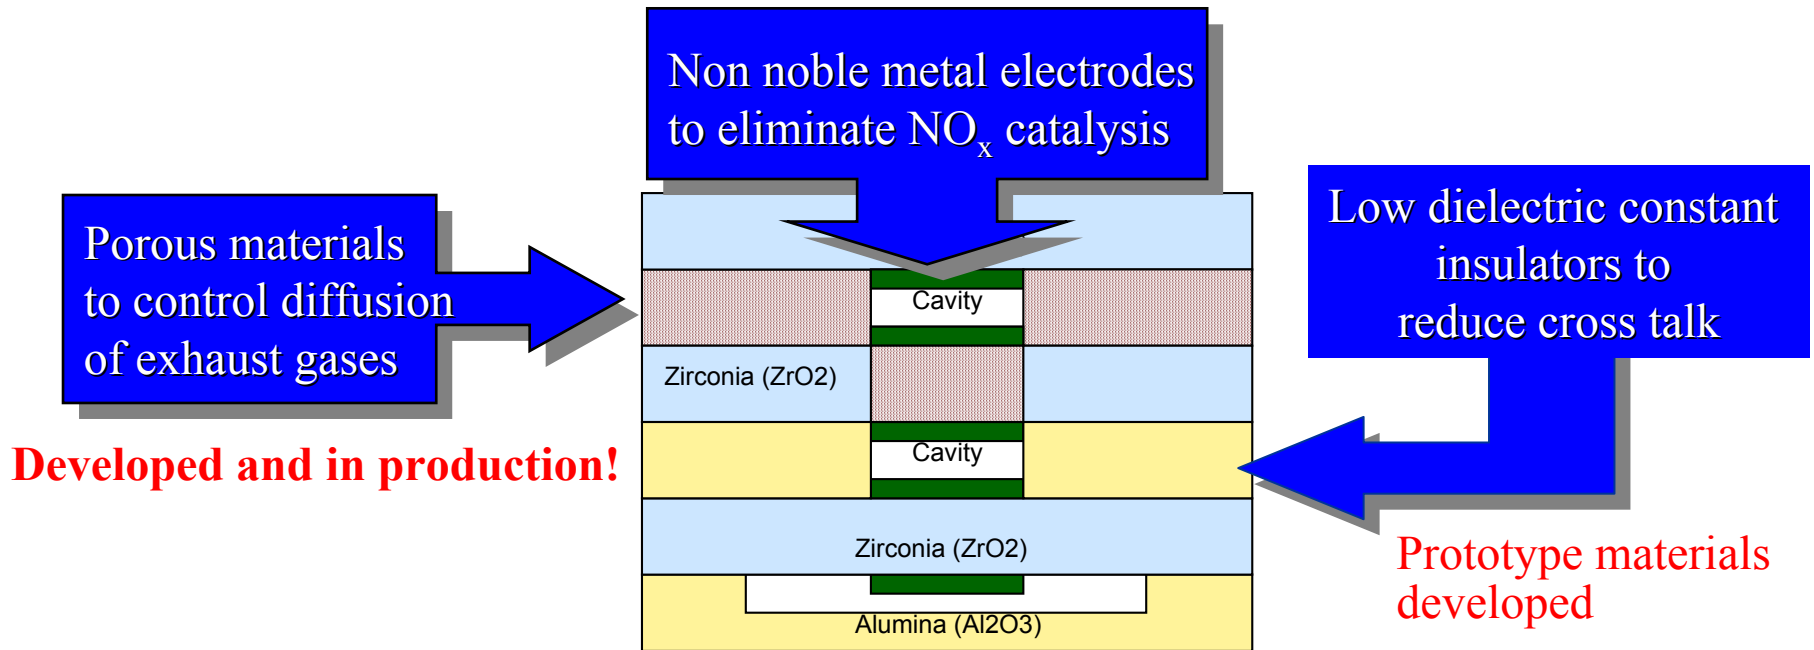 Non noble metal electrodes
to eliminate NOx catalysis
Porous materials
to control diffusion
of exhaust gases
Developed and in production!
Low dielectric constant
insulators to
reduce cross talk
Prototype materials
developed
Cavity
Zirconia (ZrO2)
Cavity
Zirconia (ZrO2)
Alumina (Al2O3)